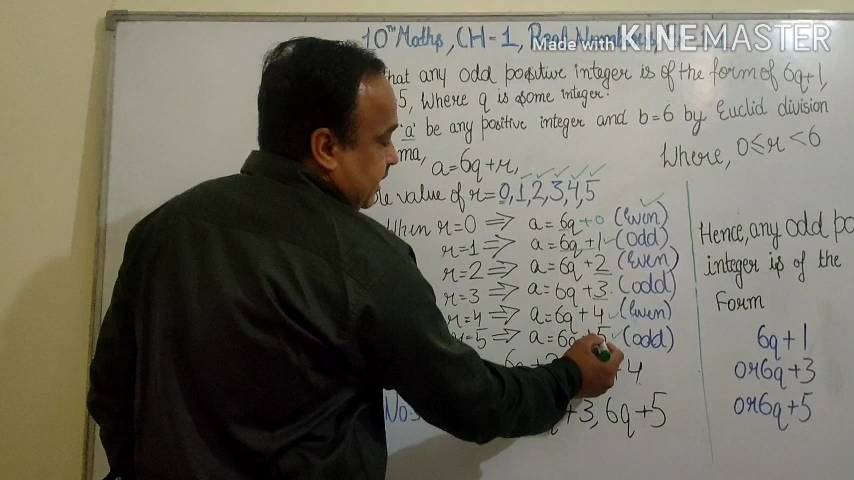 10th Maths, CH-1, Real Numbers,
Made with KINEMASTER
that any odd positive integer is of the form of 6q+1,
5, Where q is some integer.
'a' be any positive integer and b=6 by Euclid division
ma, a=6q+r, Where, 0≤r<6
value of r=0,1,2,3,4,5
When r=0 ⇒ a=6q+0 (Even)
r=1 ⇒ a=6q+1 (Odd)
r=2 ⇒ a=6q+2 (Even)
r=3 ⇒ a=6q+3. (odd)
r=4 ⇒ a=6q+4 (Even)
r=5 ⇒ a=6q+5 (odd)
6q+2 +4
No: q+3, 6q+5
Hence, any odd po
integer is of the
Form
6q+1
or 6q+3
or 6q+5